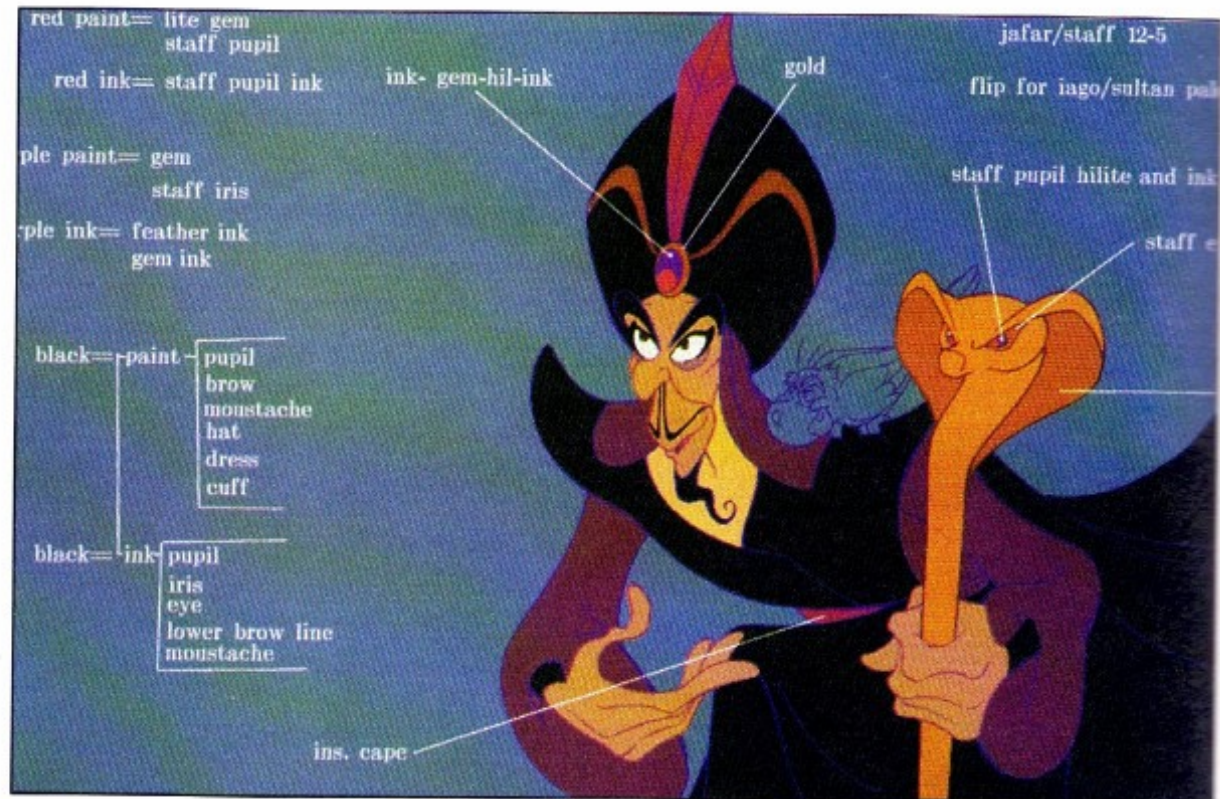 red paint= lite gem
staff pupil
red ink= staff pupil ink
ple paint= gem
staff iris
ple ink= feather ink
gem ink
black= paint
pupil
brow
moustache
hat
dress
cuff
black= ink
pupil
iris
eye
lower brow line
moustache
ink- gem-hil-ink
gold
jafar/staff 12-5
flip for iago/sultan
staff pupil hilite and ink
staff
ins. cape